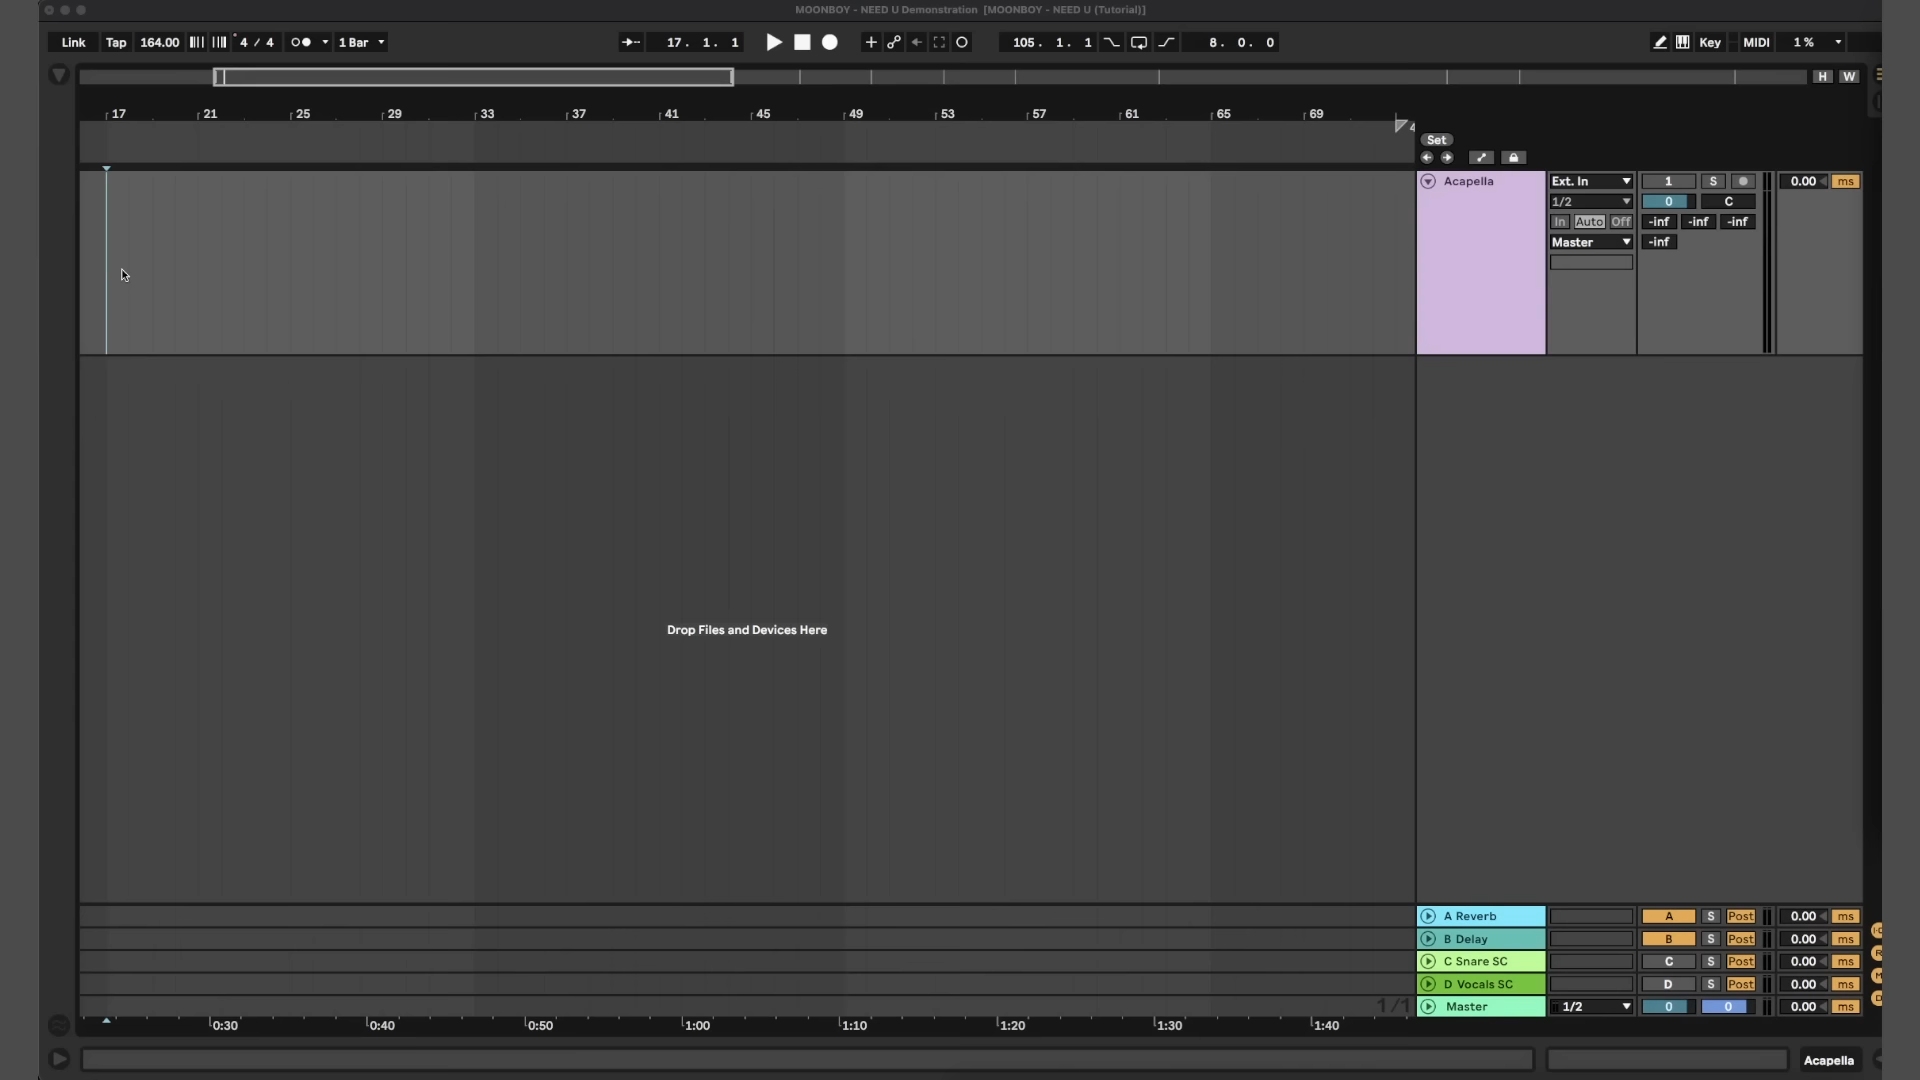 MOONBOY - NEED U Demonstration [MOONBOY - NEED U (Tutorial)]
Link Tap 164.00 4 / 4 1 Bar 17. 1. 1 105. 1. 1 8. 0. 0 Key MIDI 1 %
H W
17 21 25 29 33 37 41 45 49 53 57 61 65 69
Set
Acapella Ext. In 1 S 0.00 ms
1/2 0 C
In Auto Off -inf -inf -inf
Master -inf
Drop Files and Devices Here
A Reverb A S Post 0.00 ms
B Delay B S Post 0.00 ms
C Snare SC C S Post 0.00 ms
D Vocals SC D S Post 0.00 ms
1/1 Master 1/2 0 0 0.00 ms
0:30 0:40 0:50 1:00 1:10 1:20 1:30 1:40
Acapella